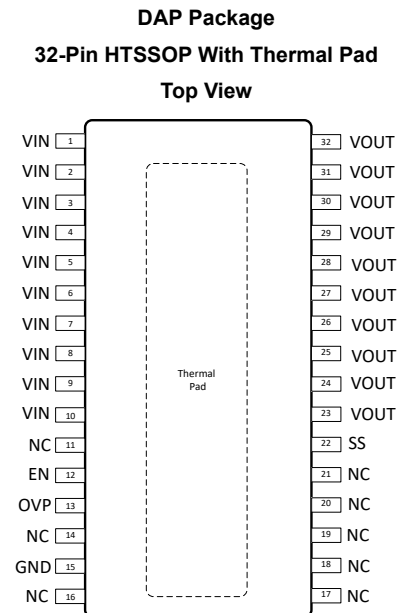 DAP Package
32-Pin HTSSOP With Thermal Pad
Top View
VIN 1 32 VOUT
VIN 2 31 VOUT
VIN 3 30 VOUT
VIN 4 29 VOUT
VIN 5 28 VOUT
VIN 6 27 VOUT
VIN 7 26 VOUT
VIN 8 25 VOUT
Thermal
Pad
VIN 9 24 VOUT
VIN 10 23 VOUT
NC 11 22 SS
EN 12 21 NC
OVP 13 20 NC
NC 14 19 NC
GND 15 18 NC
NC 16 17 NC